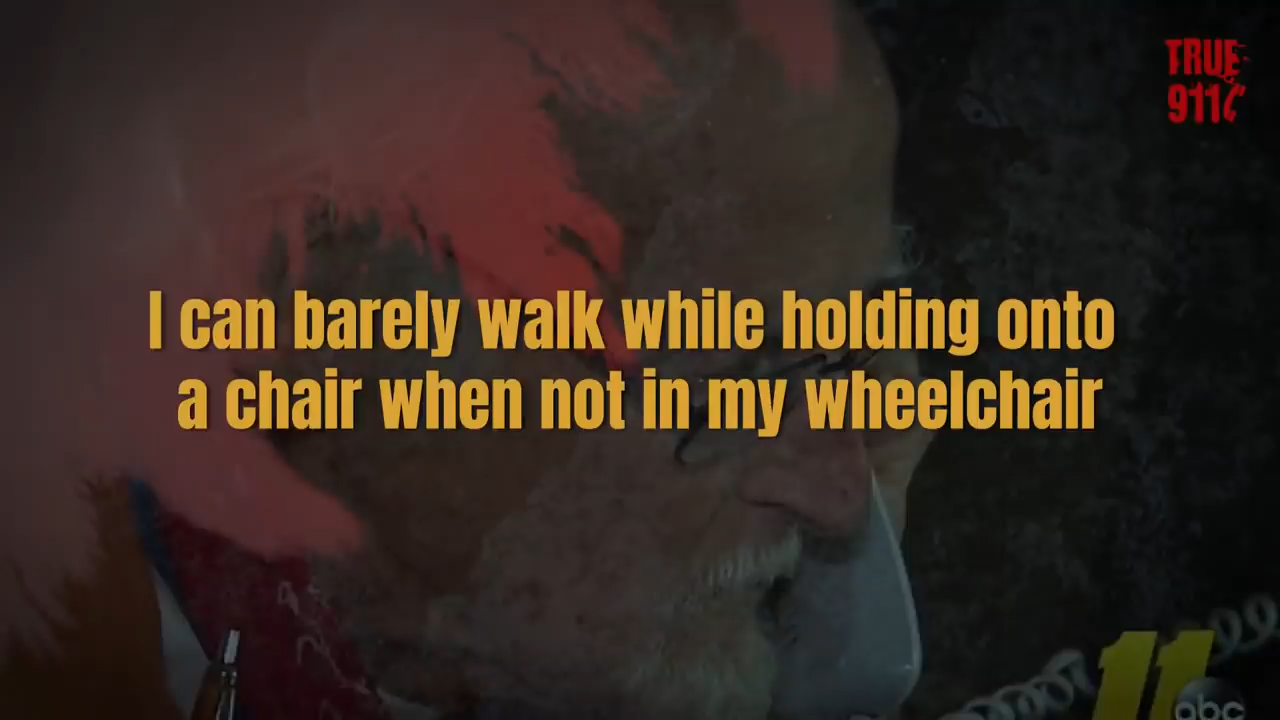 TRUE
911
I can barely walk while holding onto
a chair when not in my wheelchair
11
abc